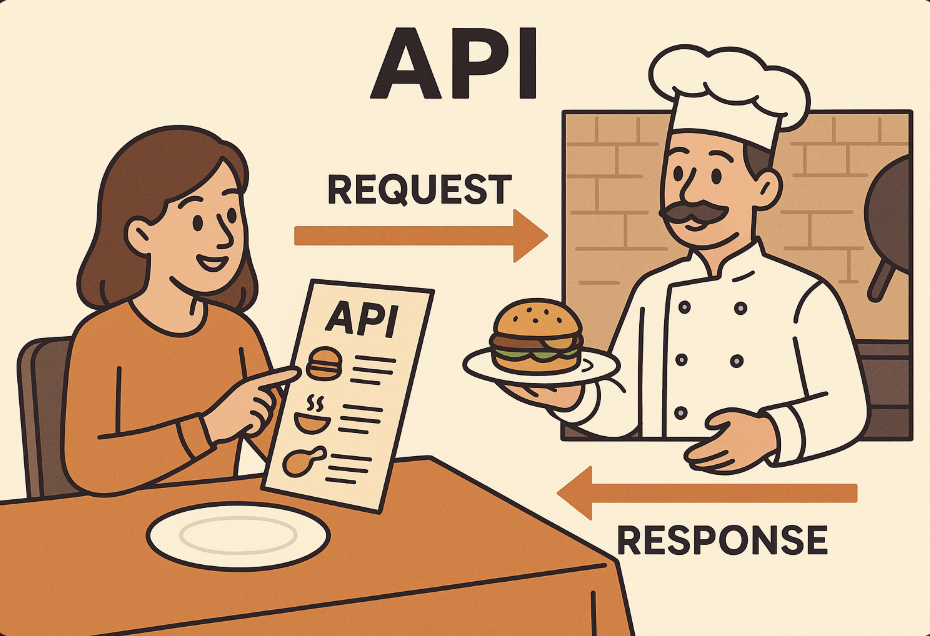 API
REQUEST
API
RESPONSE